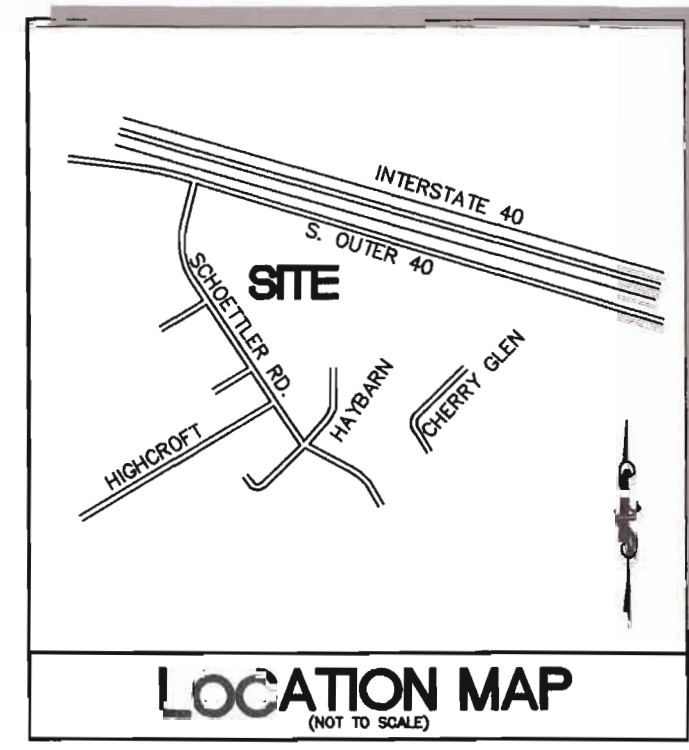 INTERSTATE 40
S. OUTER 40
SITE
SCHOETTLER RD.
HAYBARN
CHERRY GLEN
HIGHCROFT
LOCATION MAP
(NOT TO SCALE)